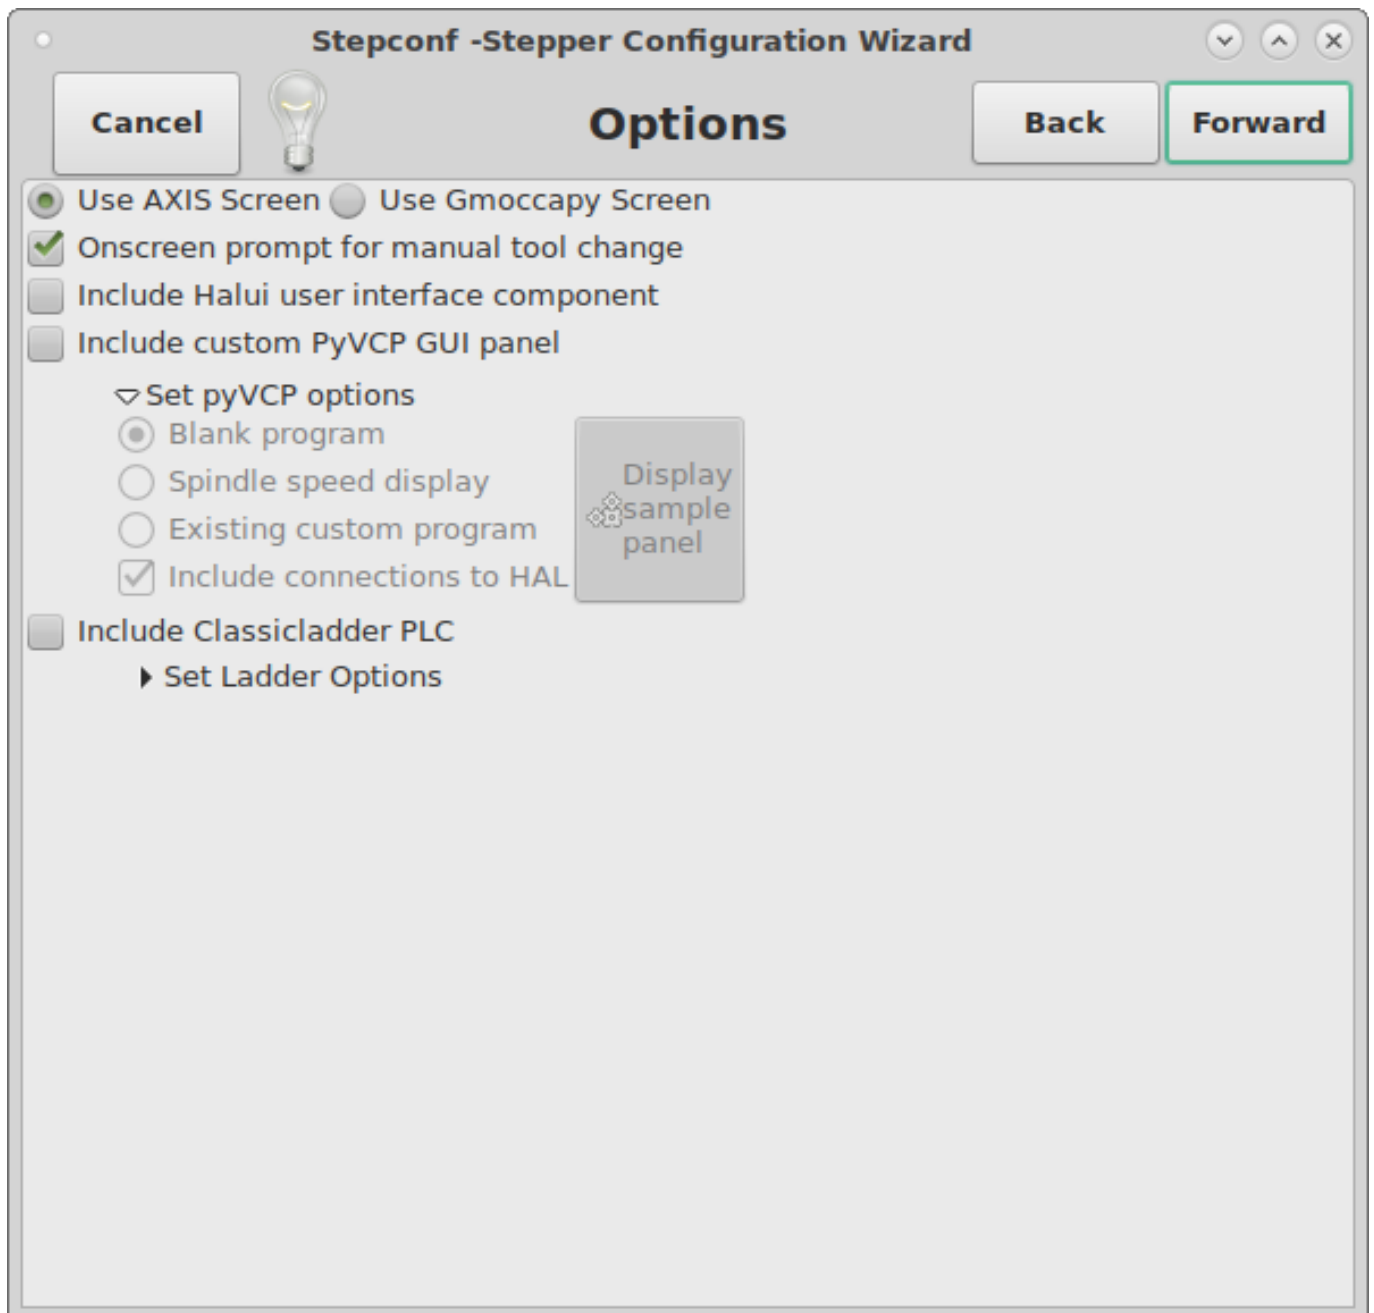 Stepconf -Stepper Configuration Wizard
Cancel
Options
Back
Forward
Use AXIS Screen
Use Gmoccapy Screen
Onscreen prompt for manual tool change
Include Halui user interface component
Include custom PyVCP GUI panel
Set pyVCP options
Blank program
Spindle speed display
Existing custom program
Include connections to HAL
Display
sample
panel
Include Classicladder PLC
Set Ladder Options